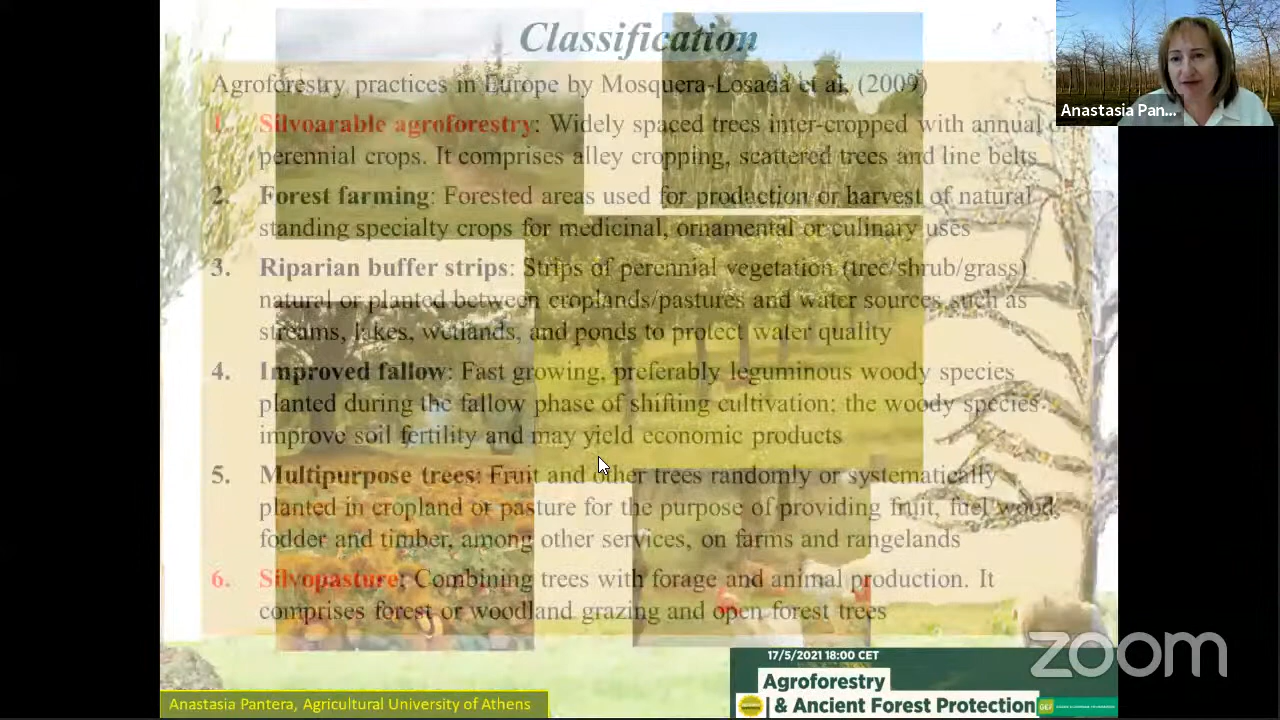 Classification
Agroforestry practices in Europe by Mosquera-Losada et al. (2009)
1. Silvoarable agroforestry: Widely spaced trees inter-cropped with annual or
perennial crops. It comprises alley cropping, scattered trees and line belts
2. Forest farming: Forested areas used for production or harvest of natural
standing specialty crops for medicinal, ornamental or culinary uses
3. Riparian buffer strips: Strips of perennial vegetation (tree/shrub/grass)
natural or planted between croplands/pastures and water sources such as
streams, lakes, wetlands, and ponds to protect water quality
4. Improved fallow: Fast growing, preferably leguminous woody species
planted during the fallow phase of shifting cultivation; the woody species
improve soil fertility and may yield economic products
5. Multipurpose trees: Fruit and other trees randomly or systematically
planted in cropland or pasture for the purpose of providing fruit, fuel wood,
fodder and timber, among other services, on farms and rangelands
6. Silvopasture: Combining trees with forage and animal production. It
comprises forest or woodland grazing and open forest trees
Anastasia Pan...
zoom
17/5/2021 18:00 CET
Agroforestry
& Ancient Forest Protection
GEF
Anastasia Pantera, Agricultural University of Athens